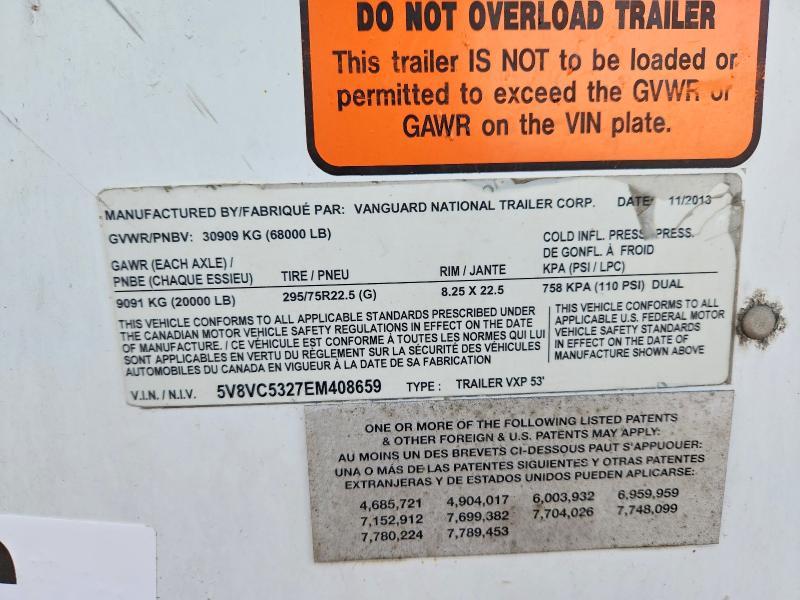 DO NOT OVERLOAD TRAILER
This trailer IS NOT to be loaded or
permitted to exceed the GVWR or
GAWR on the VIN plate.
MANUFACTURED BY/FABRIQUÉ PAR: VANGUARD NATIONAL TRAILER CORP. DATE: 11/2013
GVWR/PNBV: 30909 KG (68000 LB)
COLD INFL. PRESS./PRESS.
DE GONFL. À FROID
KPA (PSI / LPC)
GAWR (EACH AXLE) /
PNBE (CHAQUE ESSIEU) TIRE / PNEU RIM / JANTE
9091 KG (20000 LB) 295/75R22.5 (G) 8.25 X 22.5 758 KPA (110 PSI) DUAL
THIS VEHICLE CONFORMS TO ALL APPLICABLE STANDARDS PRESCRIBED UNDER
THE CANADIAN MOTOR VEHICLE SAFETY REGULATIONS IN EFFECT ON THE DATE
OF MANUFACTURE. / CE VÉHICULE EST CONFORME À TOUTES LES NORMES QUI LUI
SONT APPLICABLES EN VERTU DU RÈGLEMENT SUR LA SÉCURITÉ DES VÉHICULES
AUTOMOBILES DU CANADA EN VIGUEUR À LA DATE DE SA FABRICATION
THIS VEHICLE CONFORMS TO ALL
APPLICABLE U.S. FEDERAL MOTOR
VEHICLE SAFETY STANDARDS IN
EFFECT ON THE DATE OF
MANUFACTURE SHOWN ABOVE
V.I.N. / N.I.V. 5V8VC5327EM408659 TYPE: TRAILER VXP 53'
ONE OR MORE OF THE FOLLOWING LISTED PATENTS
& OTHER FOREIGN & U.S. PATENTS MAY APPLY:
AU MOINS UN DES BREVETS CI-DESSOUS PAUT S'APPUOUER:
UNA O MÁS DE LAS PATENTES SIGUIENTES Y OTRAS PATENTES
EXTRANJERAS Y DE ESTADOS UNIDOS PUEDEN APLICARSE:
4,685,721 4,904,017 6,003,932 6,959,959
7,152,912 7,699,382 7,704,026 7,748,099
7,780,224 7,789,453